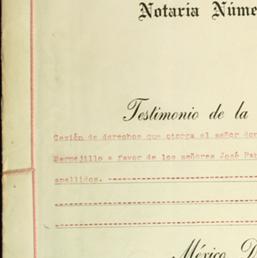 Notaria Núme
Testimonio de la
Cesión de derechos que otorga el señor don
Bermejillo a favor de los señores José Pab
apellidos.
México D